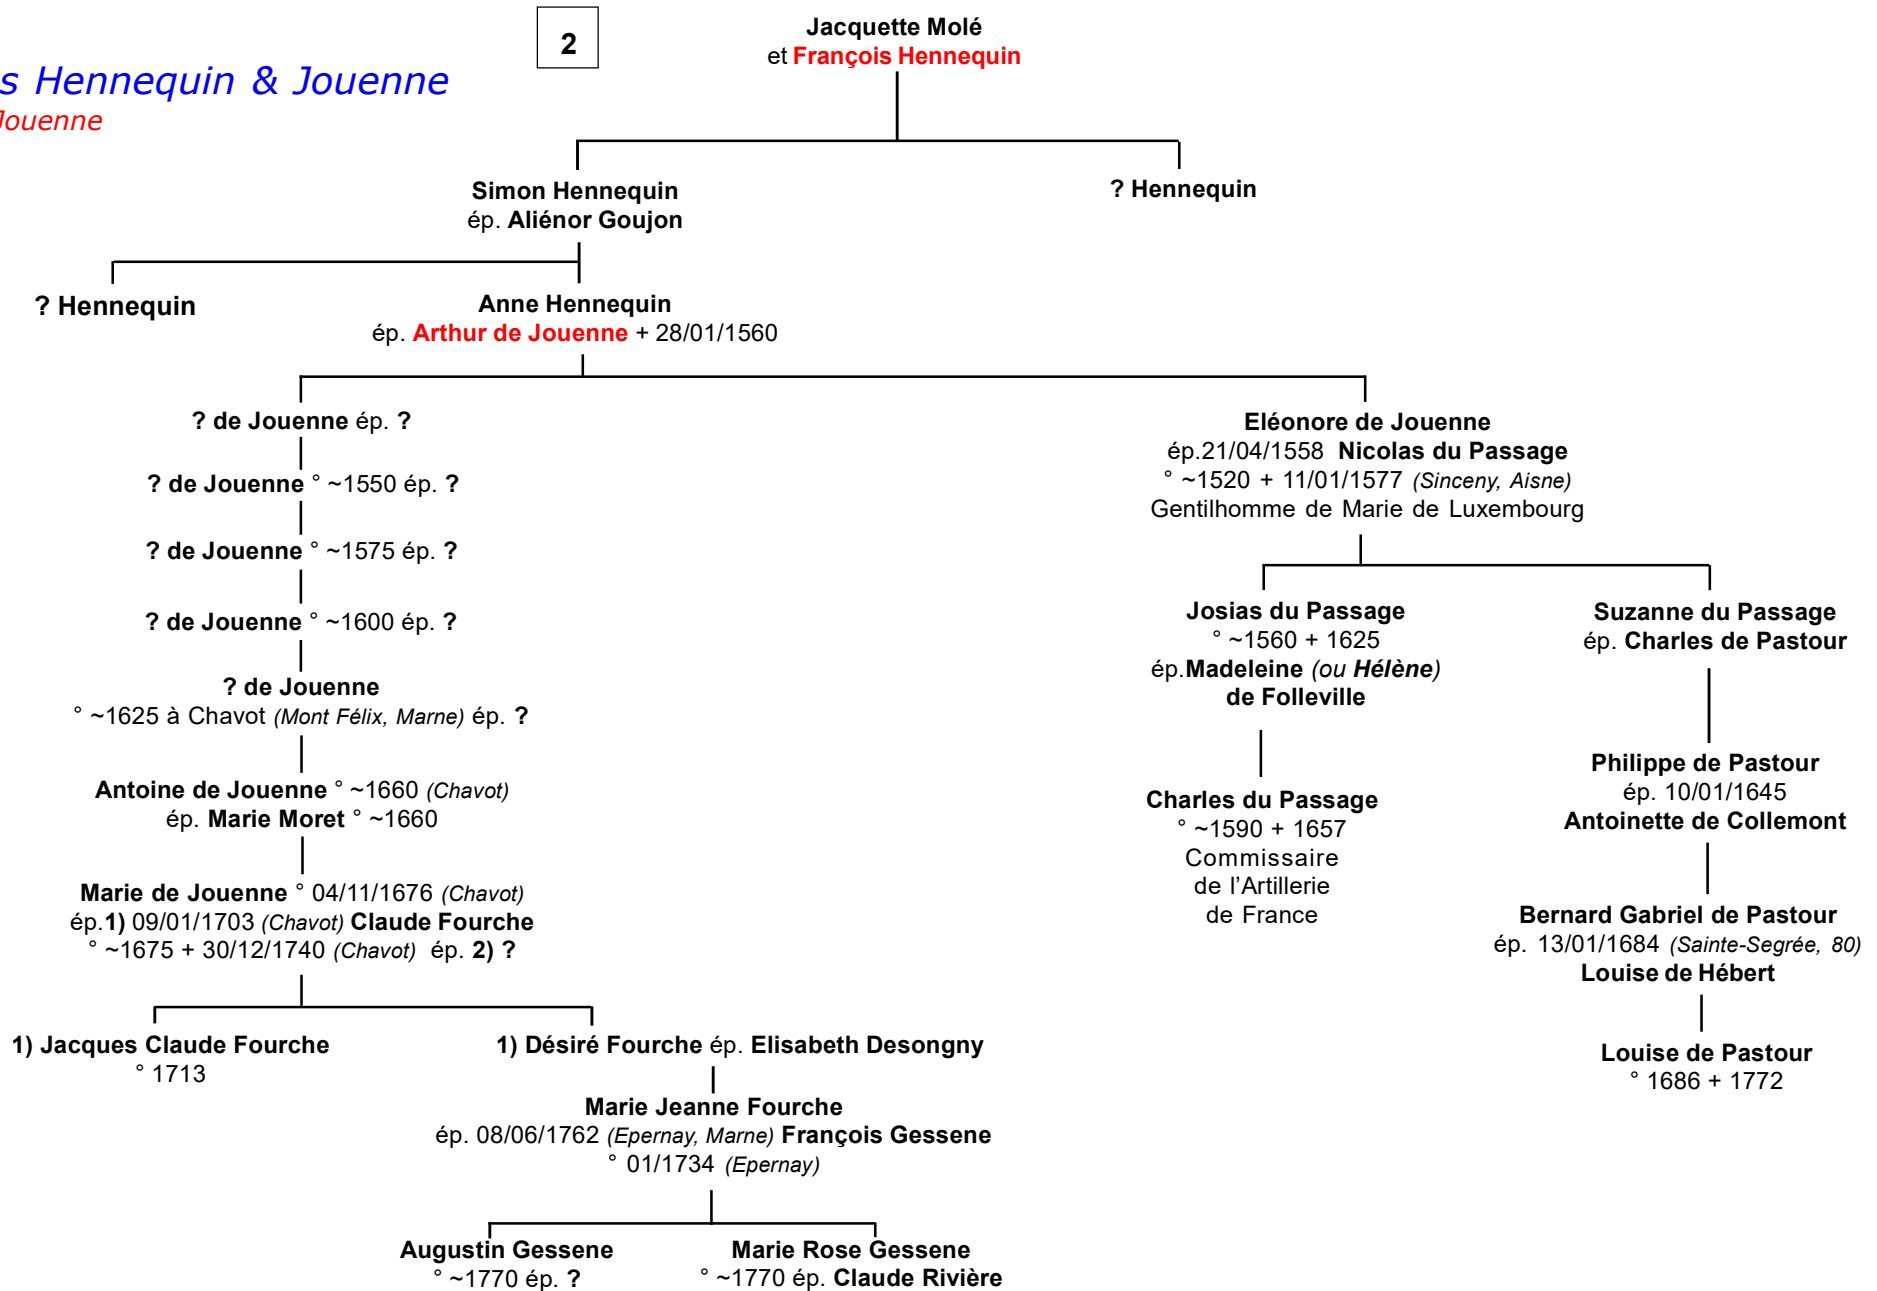 2
s Hennequin & Jouenne
Jouenne
Jacquette Molé
et François Hennequin
Simon Hennequin
ép. Aliénor Goujon
? Hennequin
? Hennequin
Anne Hennequin
ép. Arthur de Jouenne + 28/01/1560
? de Jouenne ép. ?
? de Jouenne ° ~1550 ép. ?
? de Jouenne ° ~1575 ép. ?
? de Jouenne ° ~1600 ép. ?
? de Jouenne
° ~1625 à Chavot (Mont Félix, Marne) ép. ?
Antoine de Jouenne ° ~1660 (Chavot)
ép. Marie Moret ° ~1660
Marie de Jouenne ° 04/11/1676 (Chavot)
ép.1) 09/01/1703 (Chavot) Claude Fourche
° ~1675 + 30/12/1740 (Chavot) ép. 2) ?
1) Jacques Claude Fourche
° 1713
1) Désiré Fourche ép. Elisabeth Desongny
Marie Jeanne Fourche
ép. 08/06/1762 (Epernay, Marne) François Gessene
° 01/1734 (Epernay)
Augustin Gessene
° ~1770 ép. ?
Marie Rose Gessene
° ~1770 ép. Claude Rivière
Eléonore de Jouenne
ép.21/04/1558 Nicolas du Passage
° ~1520 + 11/01/1577 (Sinceny, Aisne)
Gentilhomme de Marie de Luxembourg
Josias du Passage
° ~1560 + 1625
ép.Madeleine (ou Hélène)
de Folleville
Charles du Passage
° ~1590 + 1657
Commissaire
de l’Artillerie
de France
Suzanne du Passage
ép. Charles de Pastour
Philippe de Pastour
ép. 10/01/1645
Antoinette de Collemont
Bernard Gabriel de Pastour
ép. 13/01/1684 (Sainte-Segrée, 80)
Louise de Hébert
Louise de Pastour
° 1686 + 1772